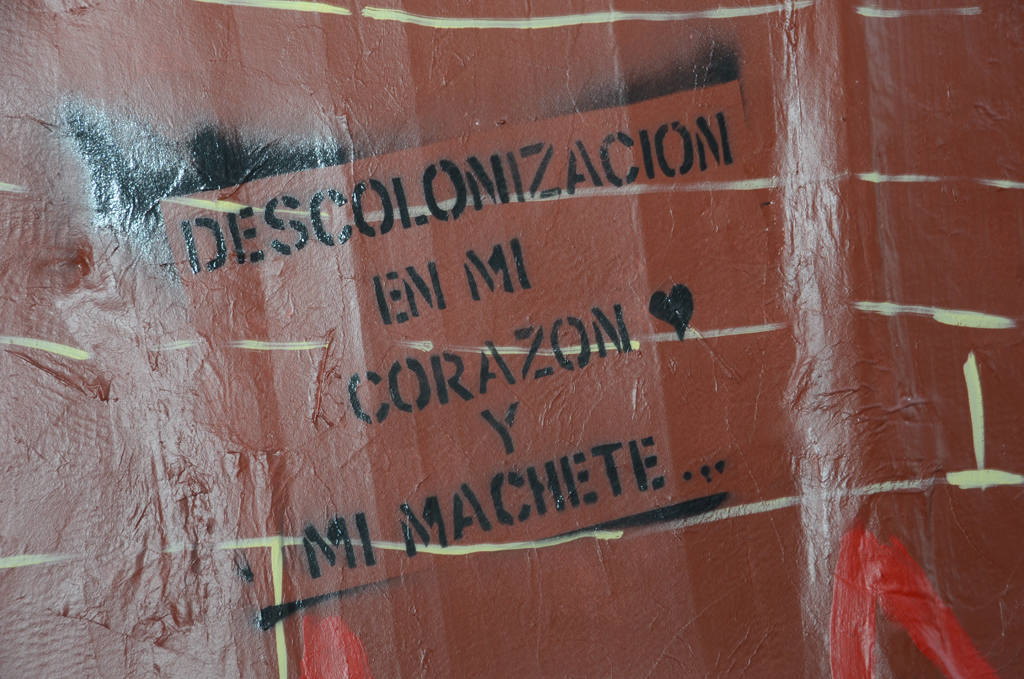 DESCOLONIZACION
EN MI
CORAZON ♥
Y
MI MACHETE...